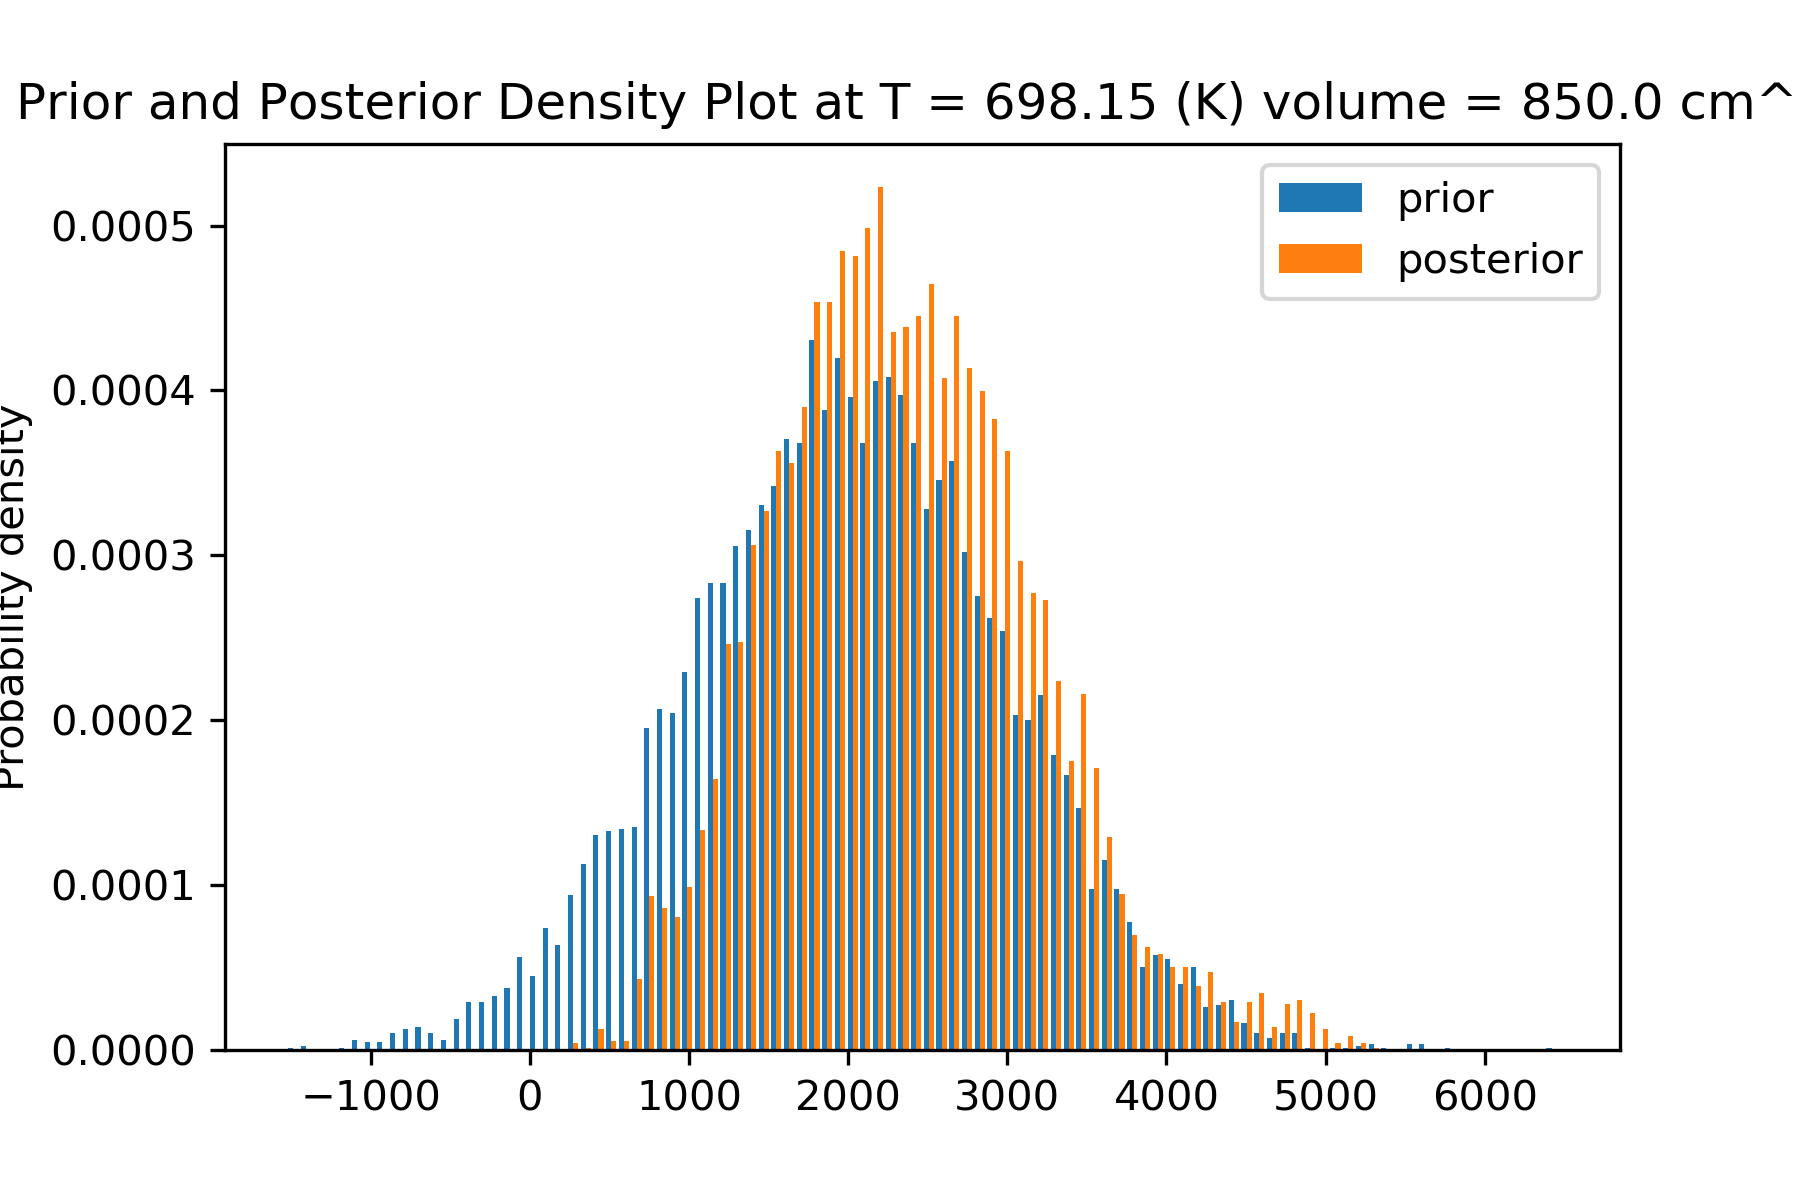 Prior and Posterior Density Plot at T = 698.15 (K) volume = 850.0 cm^
prior
posterior
Probability density
0.0005
0.0004
0.0003
0.0002
0.0001
0.0000
−1000 0 1000 2000 3000 4000 5000 6000